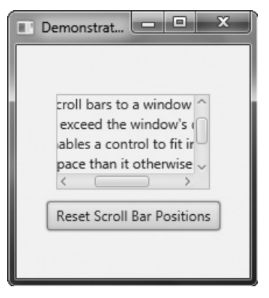 Demonstrat...
croll bars to a window
exceed the window's
ables a control to fit
pace than it otherwise
Reset Scroll Bar Positions